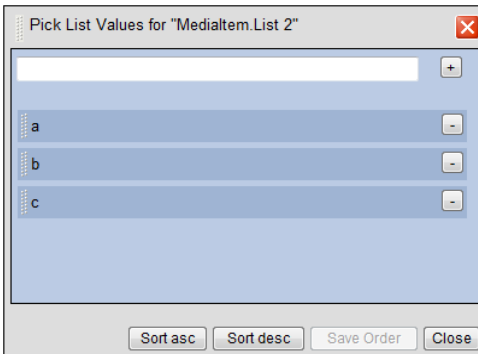 Pick List Values for "MediaItem.List 2"
+
a -
b -
c -
Sort asc Sort desc Save Order Close